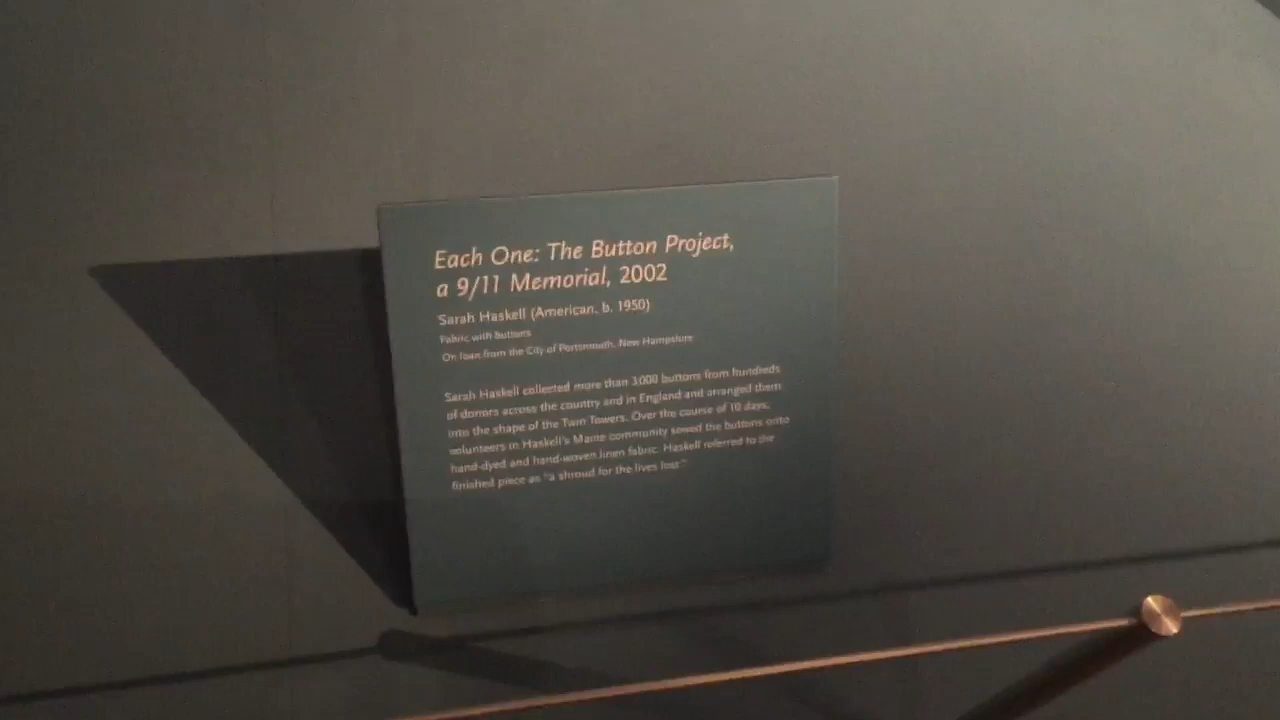 Each One: The Button Project,
a 9/11 Memorial, 2002
Sarah Haskell (American, b. 1950)
Fabric with buttons
On loan from the City of Portsmouth, New Hampshire
Sarah Haskell collected more than 3,000 buttons from hundreds
of donors across the country and in England and arranged them
into the shape of the Twin Towers. Over the course of 10 days,
volunteers in Haskell's Maine community sewed the buttons onto
hand-dyed and hand-woven linen fabric. Haskell referred to the
finished piece as "a shroud for the lives lost."